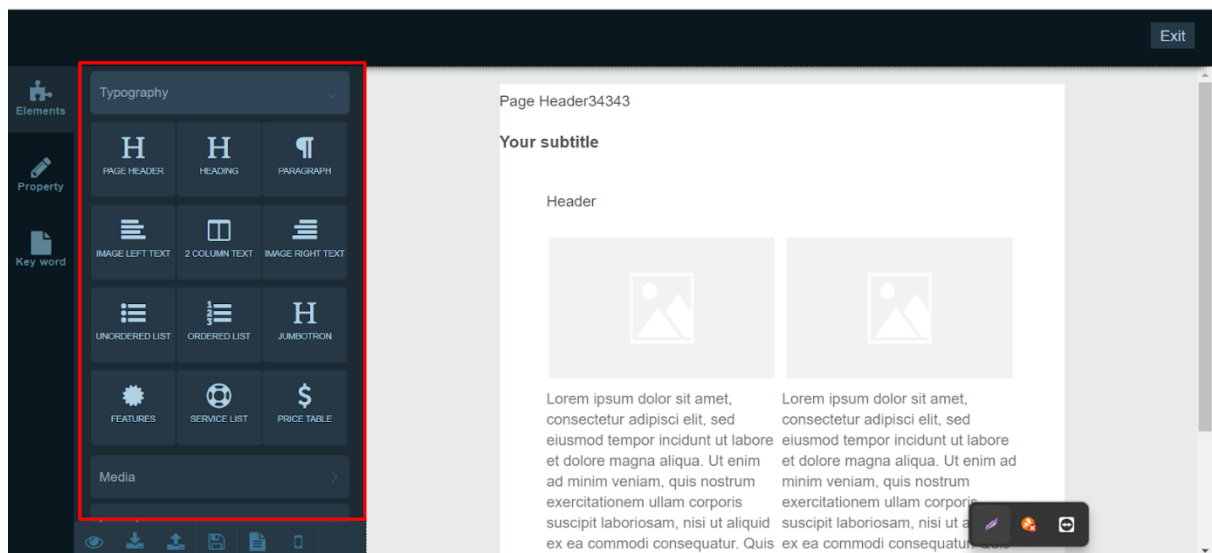 Exit
Elements
Property
Key word
Typography
PAGE HEADER
HEADING
PARAGRAPH
IMAGE LEFT TEXT
2 COLUMN TEXT
IMAGE RIGHT TEXT
UNORDERED LIST
ORDERED LIST
JUMBOTRON
FEATURES
SERVICE LIST
PRICE TABLE
Media
Page Header34343
Your subtitle
Header
Lorem ipsum dolor sit amet,
consectetur adipisci elit, sed
eiusmod tempor incidunt ut labore
et dolore magna aliqua. Ut enim
ad minim veniam, quis nostrum
exercitationem ullam corporis
suscipit laboriosam, nisi ut aliquid
ex ea commodi consequatur. Quis
Lorem ipsum dolor sit amet,
consectetur adipisci elit, sed
eiusmod tempor incidunt ut labore
et dolore magna aliqua. Ut enim ad
minim veniam, quis nostrum
exercitationem ullam corporis
suscipit laboriosam, nisi ut
ex ea commodi consequatur.